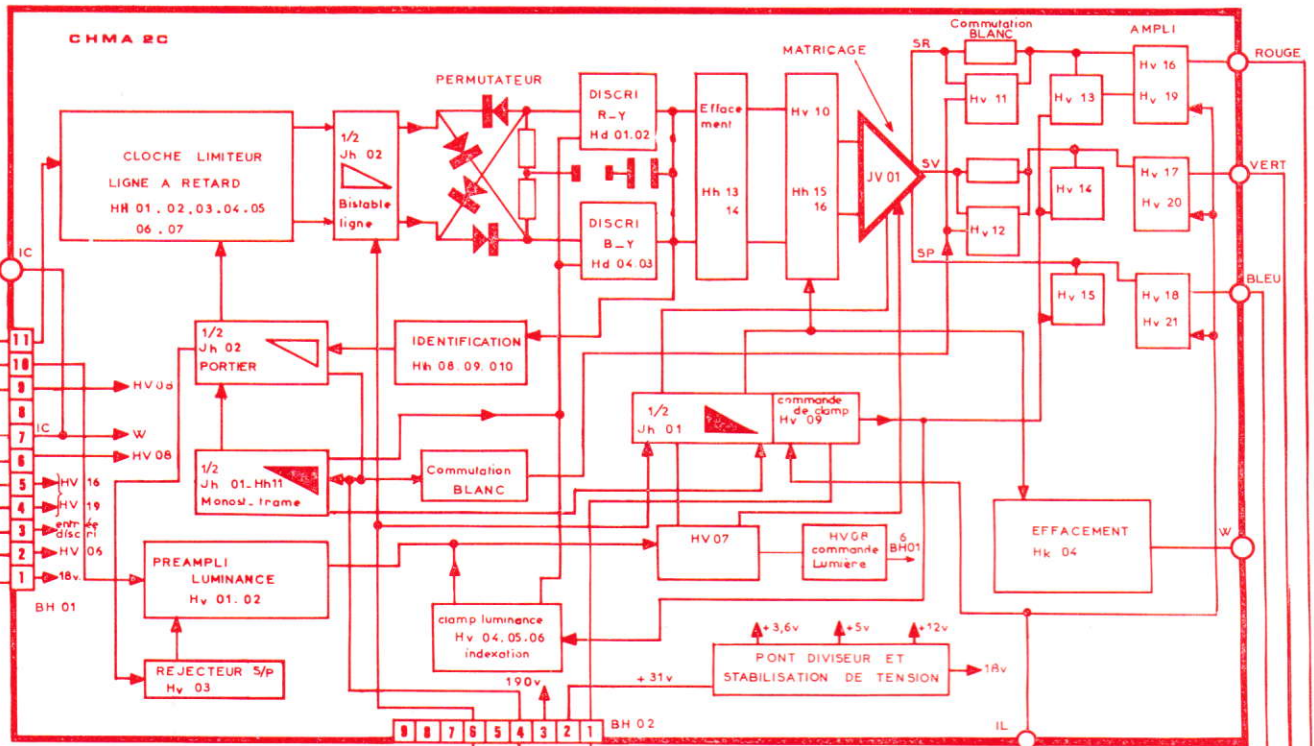 CHMA 2C
CLOCHE LIMITEUR
LIGNE A RETARD
HH 01.02,03.04.05
06.07
1/2
Jh 02
Bistable
ligne
PERMUTATEUR
DISCRI
R-Y
Hd 01.02
DISCRI
B-Y
Hd 04.03
Efface
ment
Hh 13
14
Hv 10
Hh 15
16
MATRICAGE
JV 01
SR
SV
SP
Commutation
BLANC
Hv 11
Hv 12
Hv 13
Hv 14
Hv 15
AMPLI
Hv 16
Hv 19
Hv 17
Hv 20
Hv 18
Hv 21
ROUGE
VERT
BLEU
IC
11
10
9
8
7
6
5
4
3
2
1
HV 08
IC
W
HV 08
HV 16
HV 19
entrée
discri
HV 06
18v.
BH 01
1/2
Jh 02
PORTIER
IDENTIFICATION
Hh 08.09.010
1/2
Jh 01_Hh11
Monost_trame
Commutation
BLANC
1/2
Jh 01
commande
de clamp
Hv 09
PREAMPLI
LUMINANCE
Hv 01.02
REJECTEUR S/P
Hv 03
clamp luminance
Hv 04.05.06
indexation
HV 07
HV 08
commande
Lumière
6
BH01
EFFACEMENT
Hk 04
W
+3,6v
+5v
+12v
PONT DIVISEUR ET
STABILISATION DE TENSION
18v
+31v
190v
9 8 7 6 5 4 3 2 1
BH 02
IL